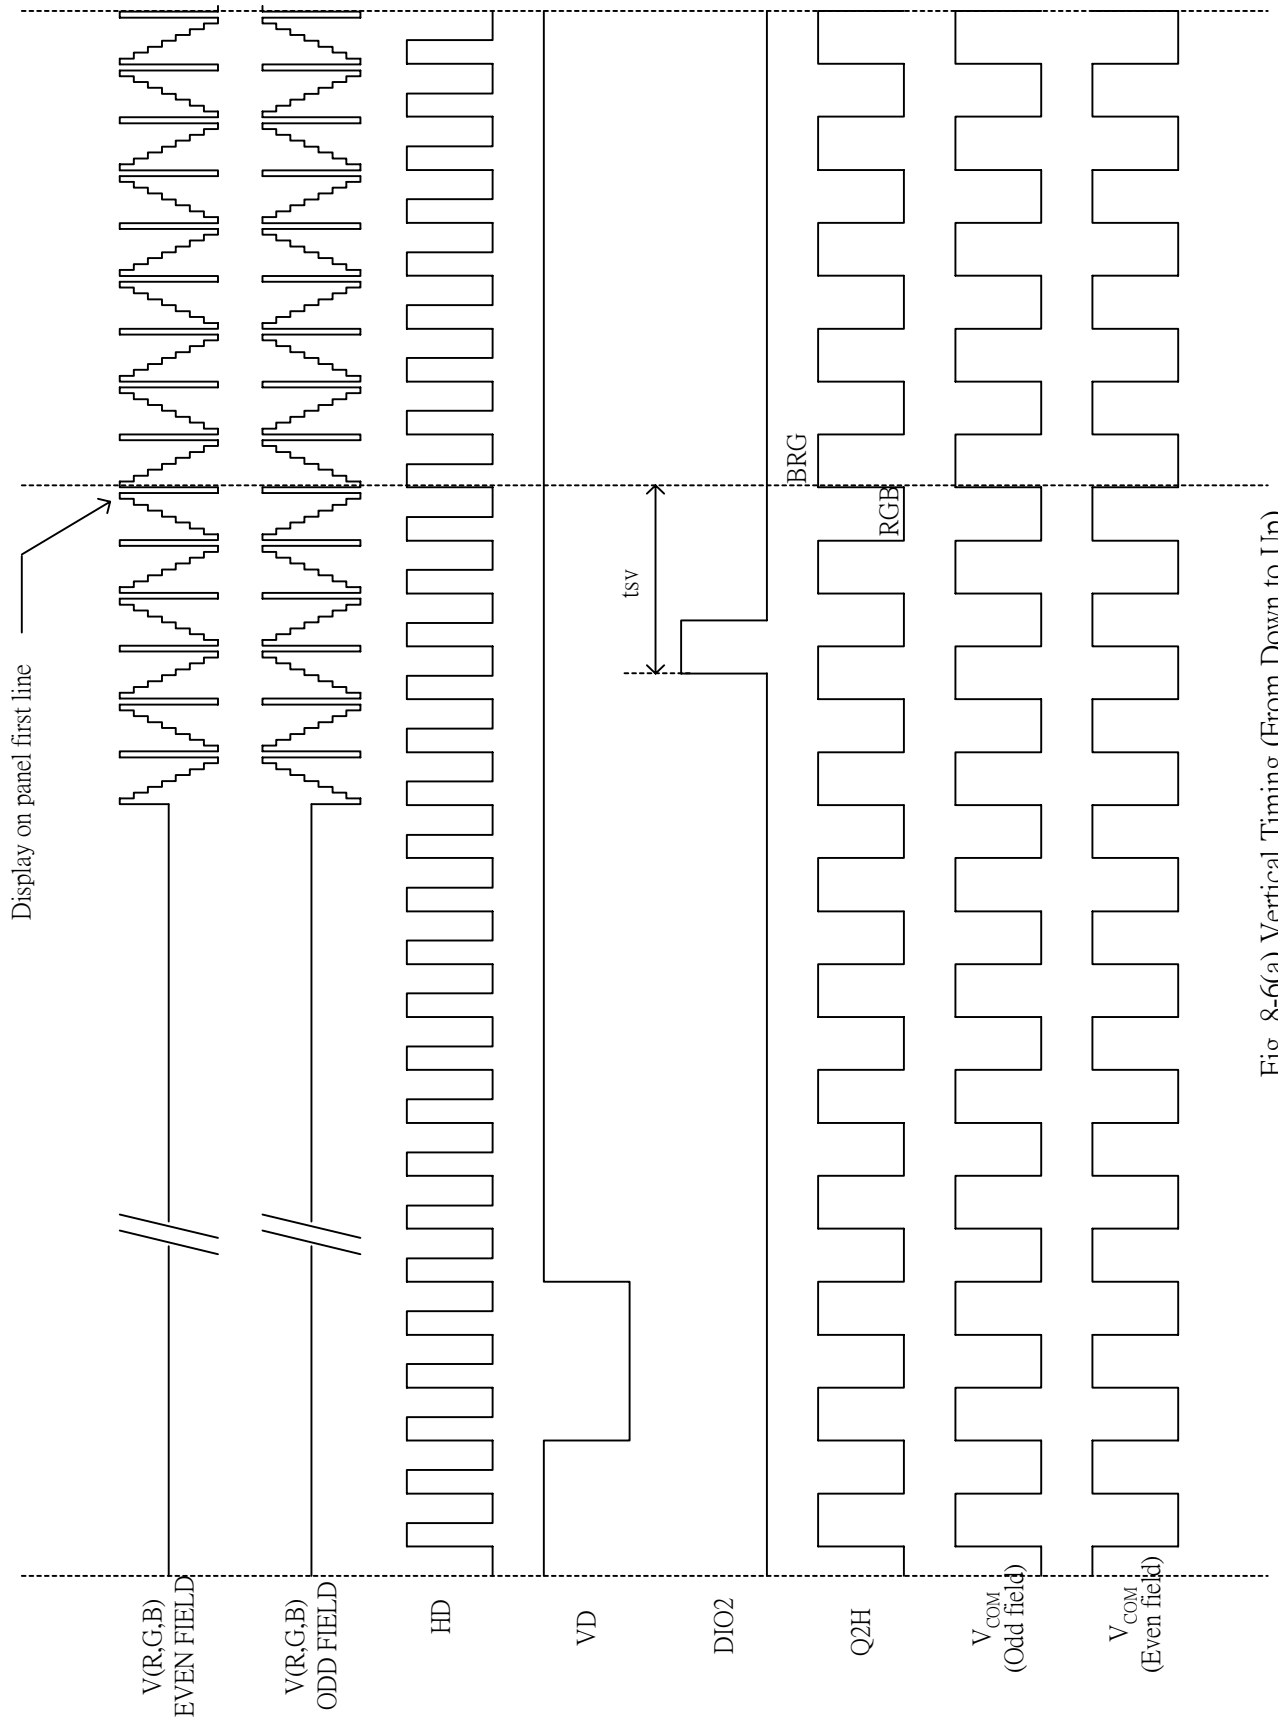 Display on panel first line
V(R,G,B)
EVEN FIELD
V(R,G,B)
ODD FIELD
HD
VD
tsv
DIO2
BRG
RGB
Q2H
VCOM
(Odd field)
VCOM
(Even field)
Fig. 8-6(a) Vertical Timing (From Down to Up)